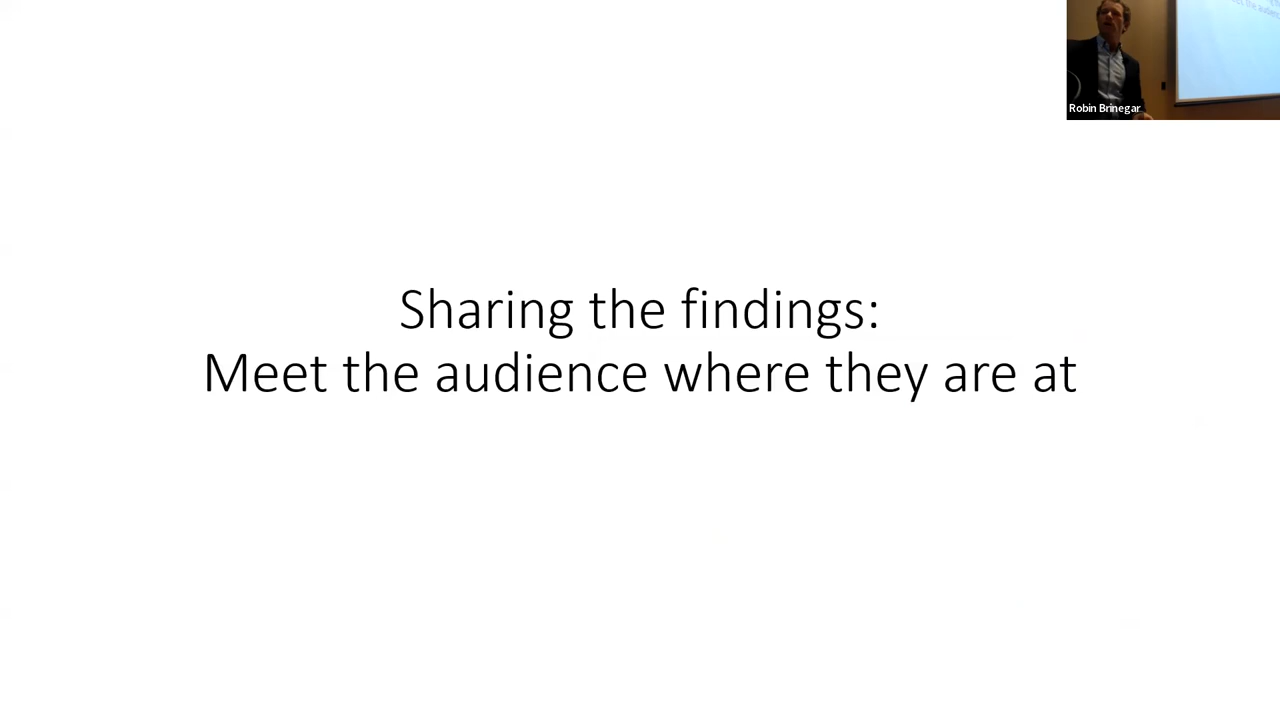 Robin Brinegar
Sharing the findings:
Meet the audience where they are at